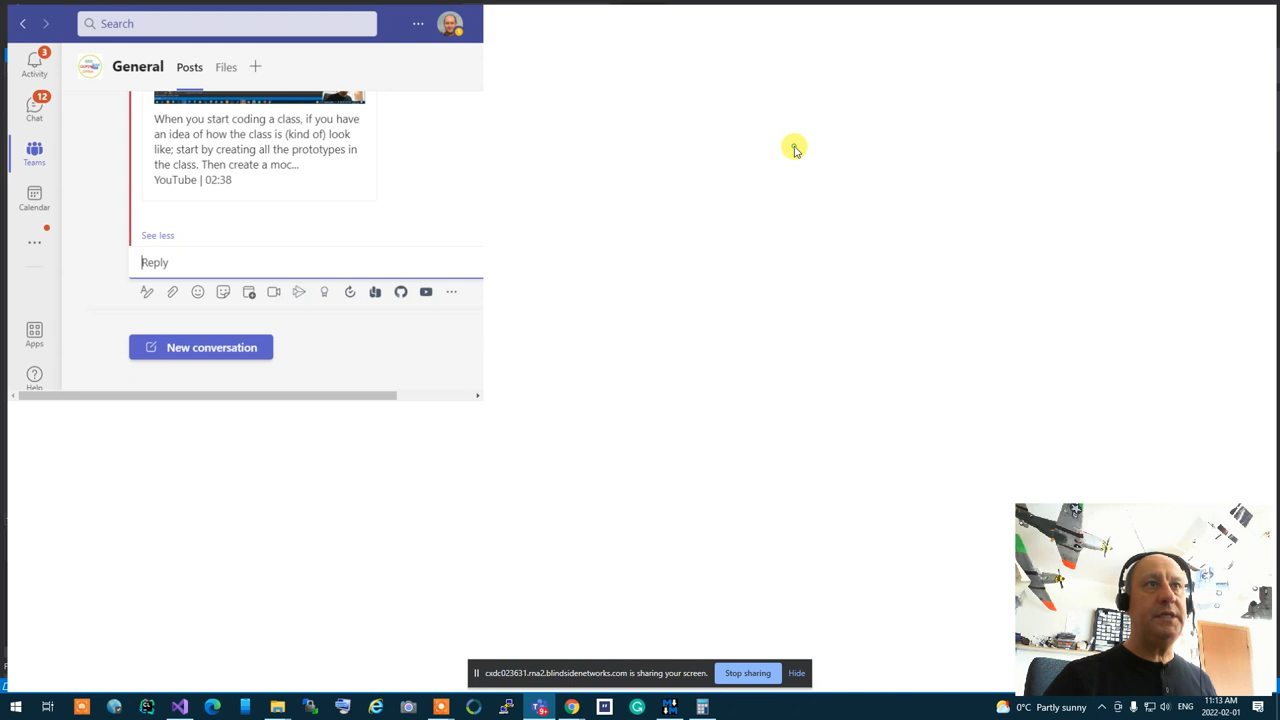 Search
General
Posts
Files
3
Activity
12
Chat
Teams
Calendar
Apps
Help
When you start coding a class, if you have
an idea of how the class is (kind of) look
like; start by creating all the prototypes in
the class. Then create a moc...
YouTube | 02:38
See less
Reply
New conversation
cxdc023631.rna2.blindsidenetworks.com is sharing your screen.
Stop sharing
Hide
9+
0°C Partly sunny
ENG
11:13 AM
2022-02-01